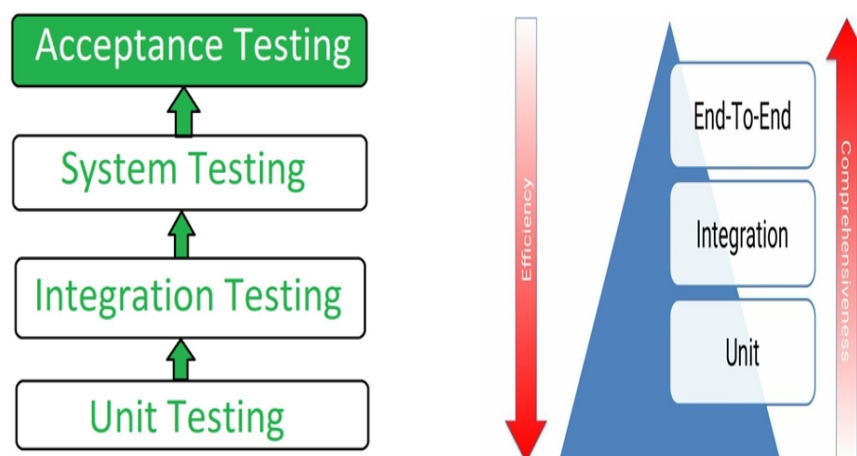 Acceptance Testing
System Testing
Integration Testing
Unit Testing
Efficiency
End-To-End
Integration
Unit
Comprehensiveness